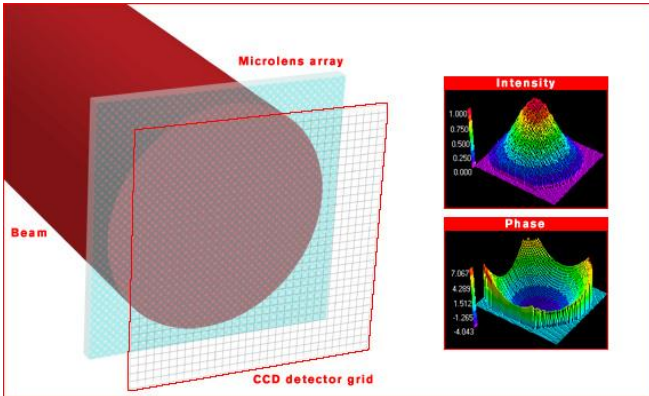 Microlens array
Beam
CCD detector grid
Intensity
1.000
0.750
0.500
0.250
0.000
Phase
7.067
4.289
1.512
-1.265
-4.043